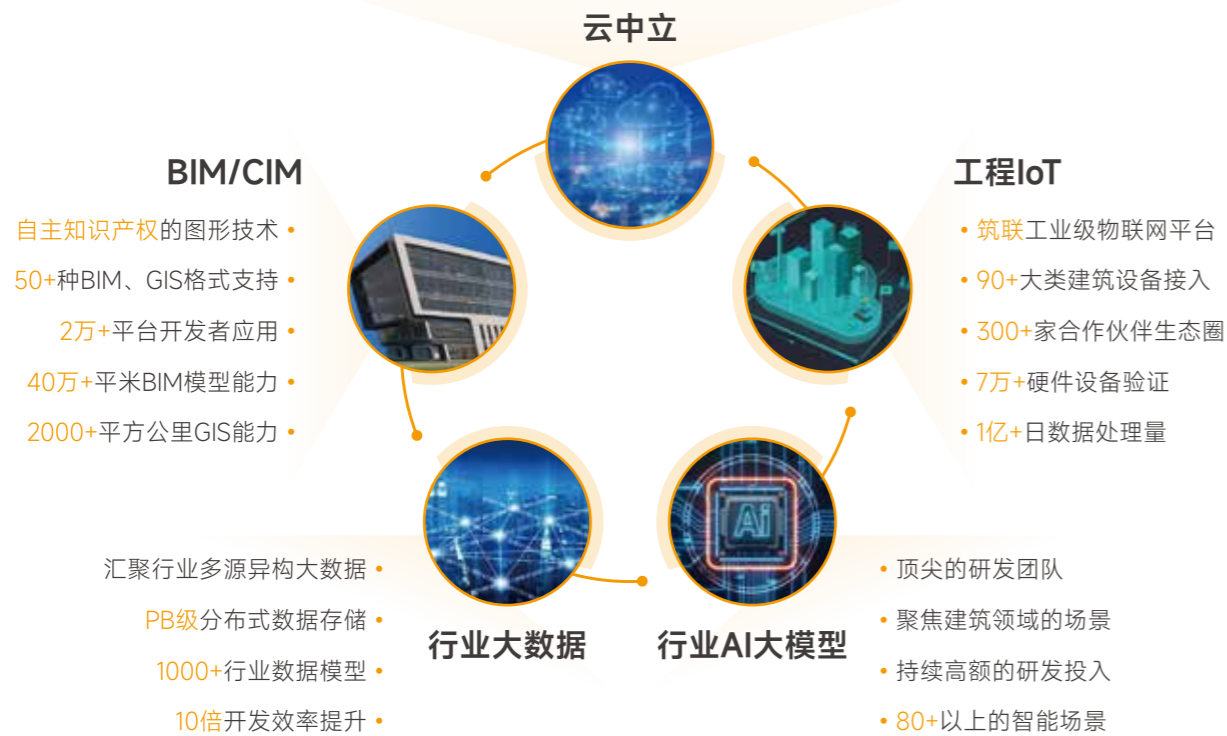 云中立
BIM/CIM
自主知识产权的图形技术 •
50+种BIM、GIS格式支持 •
2万+平台开发者应用 •
40万+平米BIM模型能力 •
2000+平方公里GIS能力 •
工程IoT
• 筑联工业级物联网平台
• 90+大类建筑设备接入
• 300+家合作伙伴生态圈
• 7万+硬件设备验证
• 1亿+日数据处理量
Ai
汇聚行业多源异构大数据 •
PB级分布式数据存储 •
1000+行业数据模型 •
10倍开发效率提升 •
行业大数据
行业AI大模型
• 顶尖的研发团队
• 聚焦建筑领域的场景
• 持续高额的研发投入
• 80+以上的智能场景